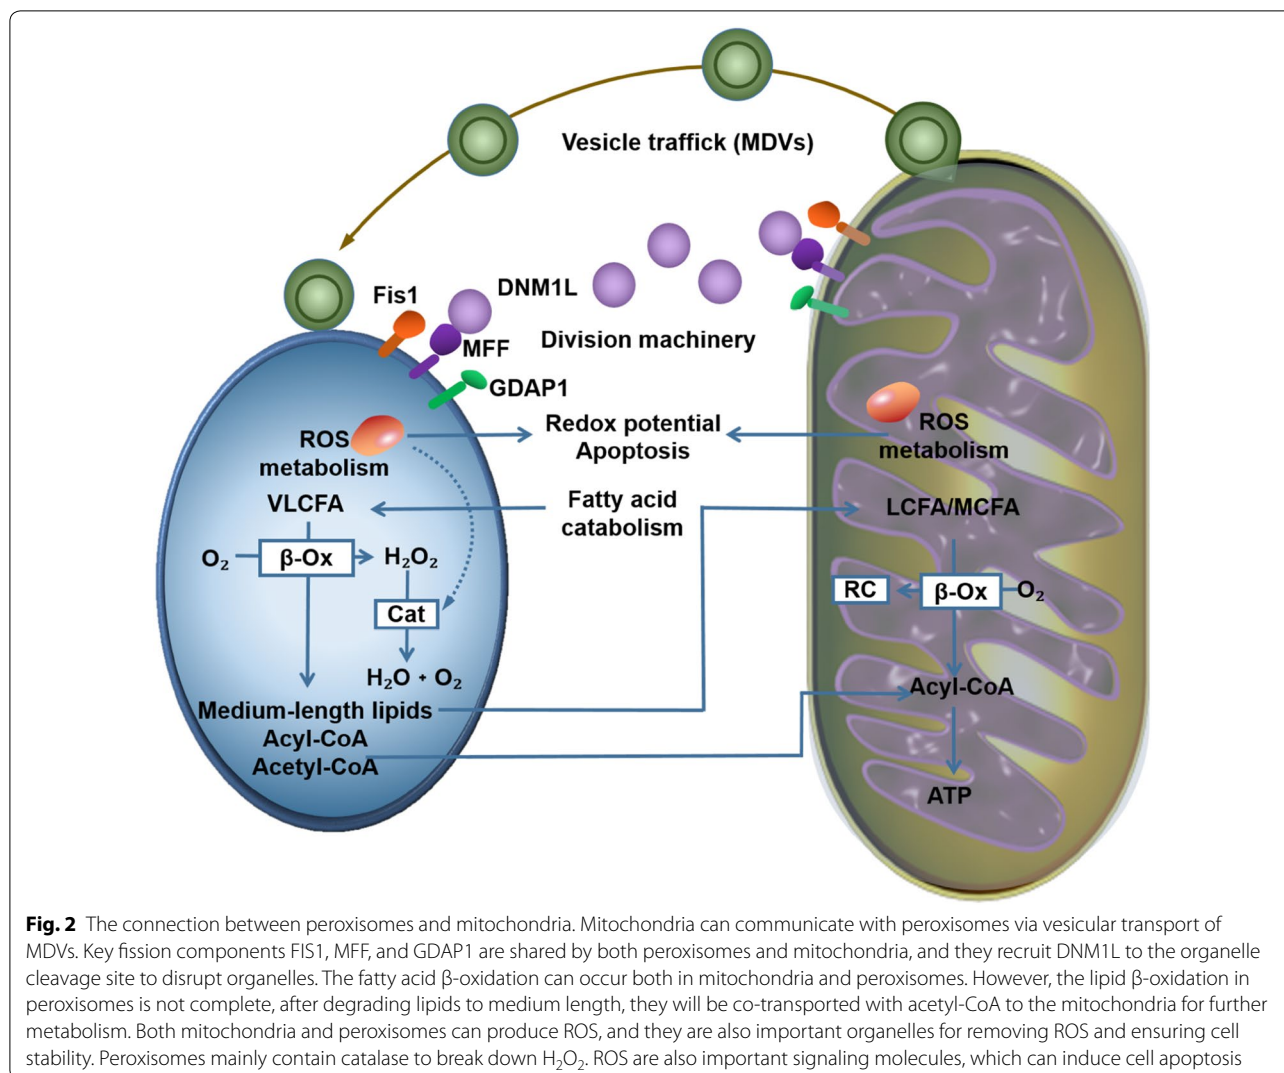 Vesicle traffick (MDVs)
Fis1
DNM1L
MFF
Division machinery
GDAP1
ROS
metabolism
Redox potential
Apoptosis
ROS
metabolism
VLCFA
Fatty acid
catabolism
LCFA/MCFA
O₂
β-Ox
H₂O₂
Cat
H₂O + O₂
RC
β-Ox
O₂
Medium-length lipids
Acyl-CoA
Acetyl-CoA
Acyl-CoA
ATP
Fig. 2 The connection between peroxisomes and mitochondria. Mitochondria can communicate with peroxisomes via vesicular transport of
MDVs. Key fission components FIS1, MFF, and GDAP1 are shared by both peroxisomes and mitochondria, and they recruit DNM1L to the organelle
cleavage site to disrupt organelles. The fatty acid β-oxidation can occur both in mitochondria and peroxisomes. However, the lipid β-oxidation in
peroxisomes is not complete, after degrading lipids to medium length, they will be co-transported with acetyl-CoA to the mitochondria for further
metabolism. Both mitochondria and peroxisomes can produce ROS, and they are also important organelles for removing ROS and ensuring cell
stability. Peroxisomes mainly contain catalase to break down H₂O₂. ROS are also important signaling molecules, which can induce cell apoptosis